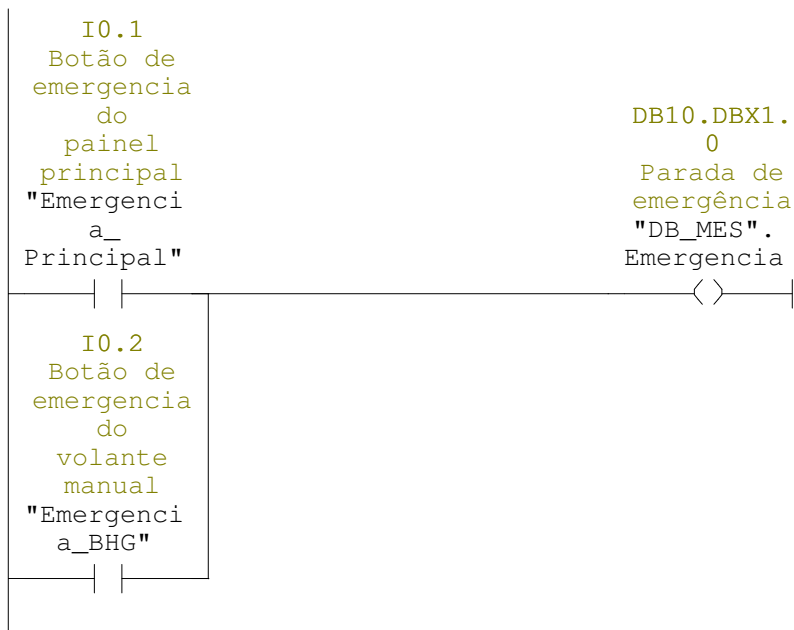 I0.1
Botão de
emergencia
do
painel
principal
"Emergenci
a_
Principal"
DB10.DBX1.
0
Parada de
emergência
"DB_MES".
Emergencia
I0.2
Botão de
emergencia
do
volante
manual
"Emergenci
a_BHG"